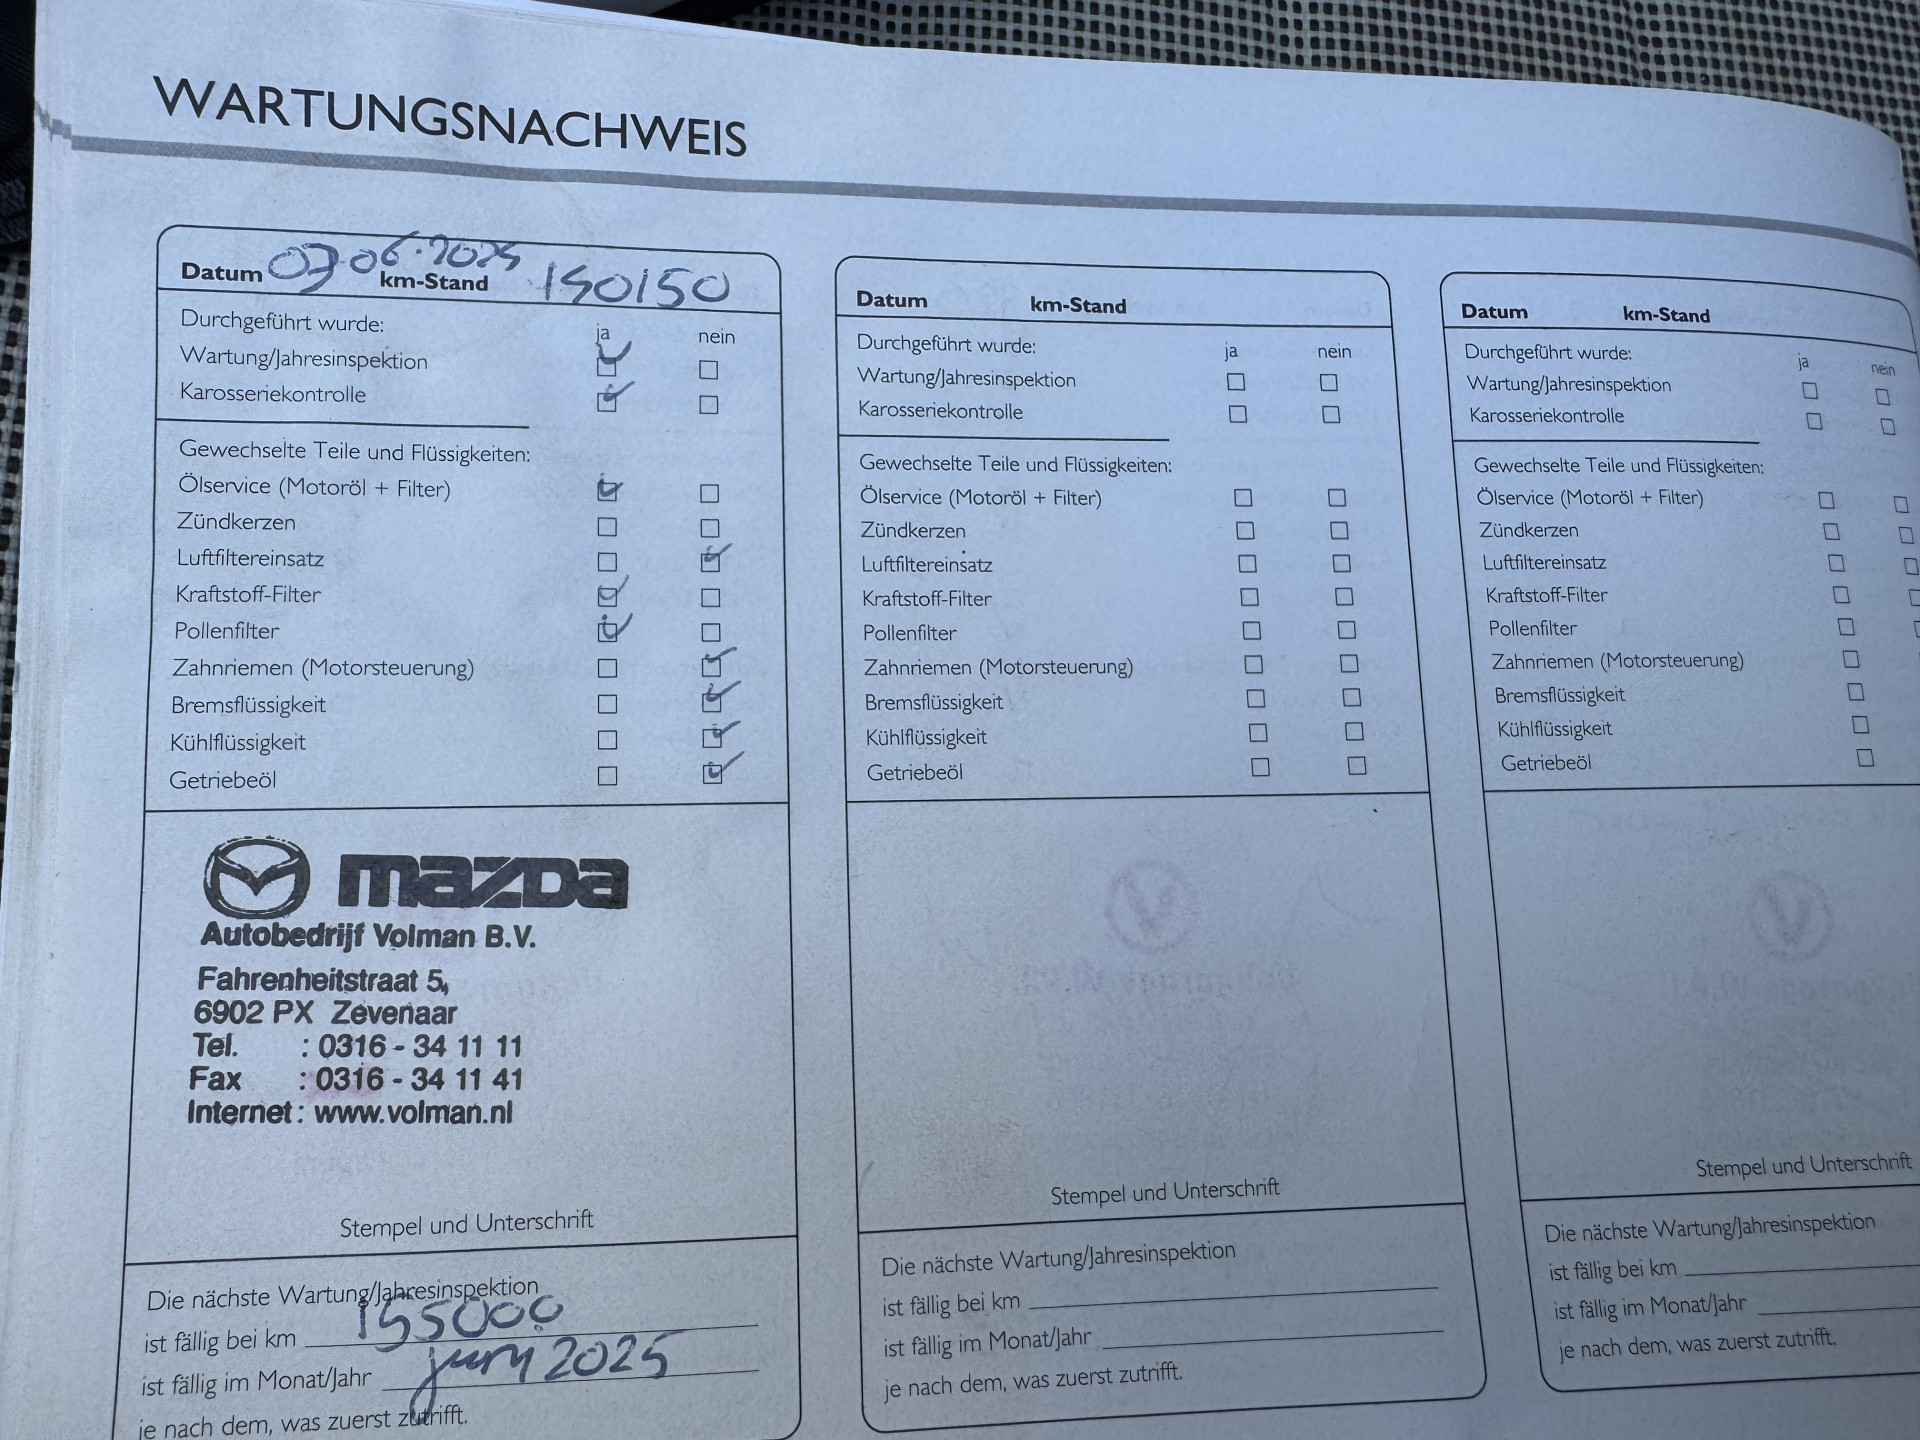 WARTUNGSNACHWEIS
Datum 03-06-2024 km-Stand 150150
Durchgeführt wurde: ja nein
Wartung/Jahresinspektion
Karosseriekontrolle
Gewechselte Teile und Flüssigkeiten:
Ölservice (Motoröl + Filter)
Zündkerzen
Luftfiltereinsatz
Kraftstoff-Filter
Pollenfilter
Zahnriemen (Motorsteuerung)
Bremsflüssigkeit
Kühlflüssigkeit
Getriebeöl
mazda
Autobedrijf Volman B.V.
Fahrenheitstraat 5,
6902 PX Zevenaar
Tel. : 0316 - 34 11 11
Fax : 0316 - 34 11 41
Internet : www.volman.nl
Stempel und Unterschrift
Die nächste Wartung/Jahresinspektion
ist fällig bei km 155000
ist fällig im Monat/Jahr juni 2025
je nach dem, was zuerst zutrifft.
Datum km-Stand
Durchgeführt wurde: ja nein
Wartung/Jahresinspektion
Karosseriekontrolle
Gewechselte Teile und Flüssigkeiten:
Ölservice (Motoröl + Filter)
Zündkerzen
Luftfiltereinsatz
Kraftstoff-Filter
Pollenfilter
Zahnriemen (Motorsteuerung)
Bremsflüssigkeit
Kühlflüssigkeit
Getriebeöl
Stempel und Unterschrift
Die nächste Wartung/Jahresinspektion
ist fällig bei km
ist fällig im Monat/Jahr
je nach dem, was zuerst zutrifft.
Datum km-Stand
Durchgeführt wurde: ja nein
Wartung/Jahresinspektion
Karosseriekontrolle
Gewechselte Teile und Flüssigkeiten:
Ölservice (Motoröl + Filter)
Zündkerzen
Luftfiltereinsatz
Kraftstoff-Filter
Pollenfilter
Zahnriemen (Motorsteuerung)
Bremsflüssigkeit
Kühlflüssigkeit
Getriebeöl
Stempel und Unterschrift
Die nächste Wartung/Jahresinspektion
ist fällig bei km
ist fällig im Monat/Jahr
je nach dem, was zuerst zutrifft.